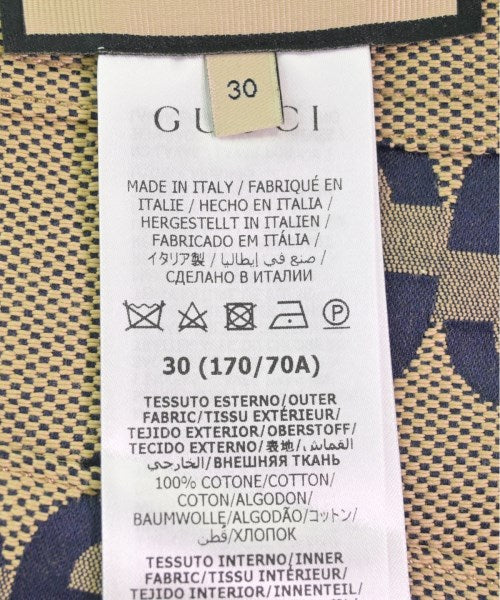 30
GUCCI
MADE IN ITALY / FABRIQUÉ EN
ITALIE / HECHO EN ITALIA /
HERGESTELLT IN ITALIEN /
FABRICADO EM ITÁLIA /
イタリア製 / صنع في إيطاليا /
СДЕЛАНО В ИТАЛИИ
P
30 (170/70A)
TESSUTO ESTERNO/OUTER
FABRIC/TISSU EXTÉRIEUR/
TEJIDO EXTERIOR/OBERSTOFF/
TECIDO EXTERNO/表地/القماش
الخارجي/ВНЕШНЯЯ ТКАНЬ
100% COTONE/COTTON/
COTON/ALGODON/
BAUMWOLLE/ALGODÃO/コットン/
قطن/ХЛОПОК
TESSUTO INTERNO/INNER
FABRIC/TISSU INTÉRIEUR/
TEJIDO INTERIOR/INNENTEIL/